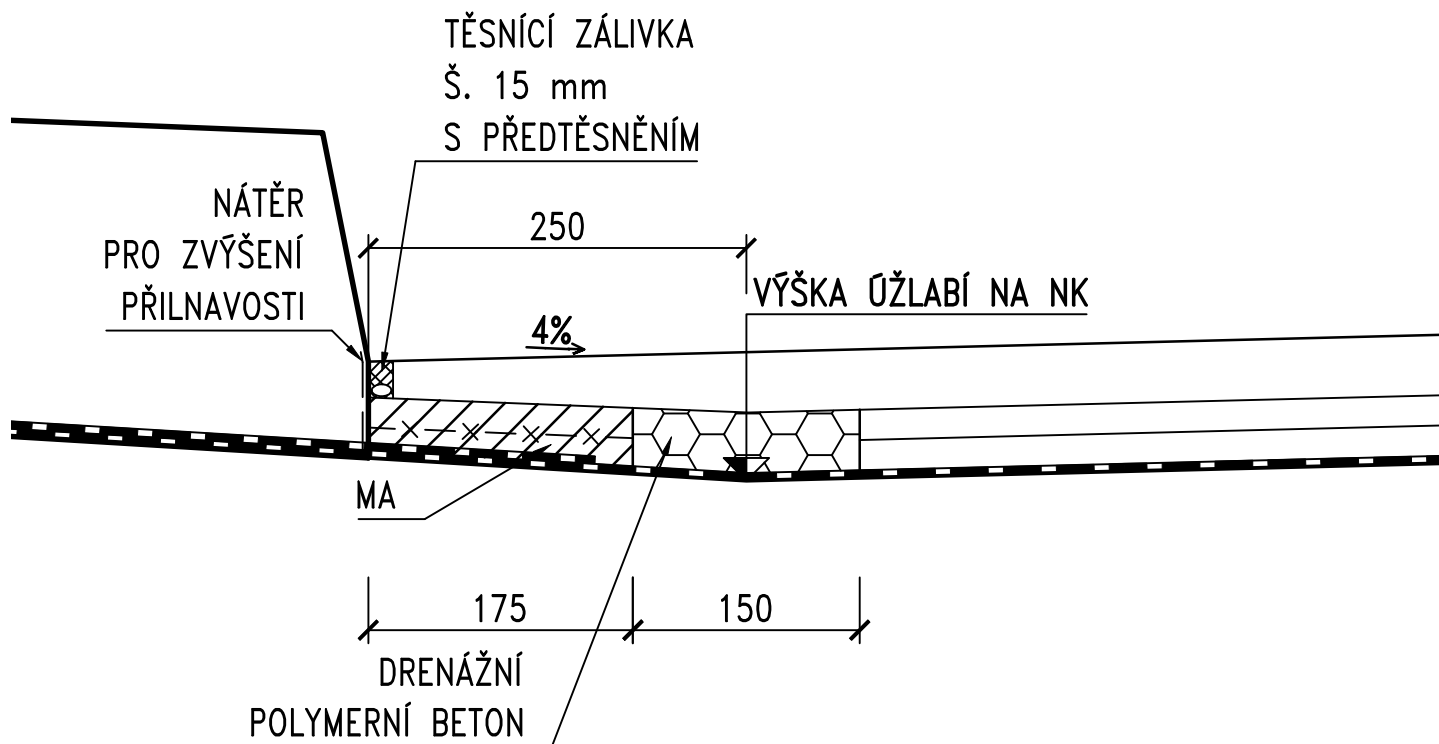 TĚSNÍCÍ ZÁLIVKA
Š. 15 mm
S PŘEDTĚSNĚNÍM
NÁTĚR
PRO ZVÝŠENÍ
PŘILNAVOSTI
250
VÝŠKA ÚŽLABÍ NA NK
4%
MA
175
150
DRENÁŽNÍ
POLYMERNÍ BETON